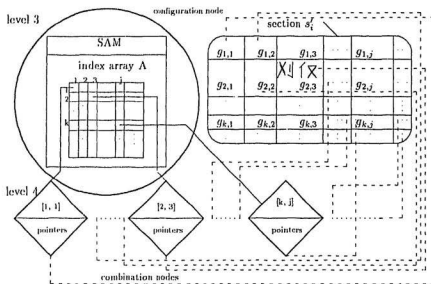 level 3
configuration node
SAM
index array A
1 2 3 j
1
2
k
section s'_i
g_{1,1} g_{1,2} g_{1,3} g_{1,j}
g_{2,1} g_{2,2} g_{2,3} g_{2,j}
g_{k,1} g_{k,2} g_{k,3} g_{k,j}
level 4
[1, 1] [2, 3] [k, j]
pointers pointers pointers
combination nodes